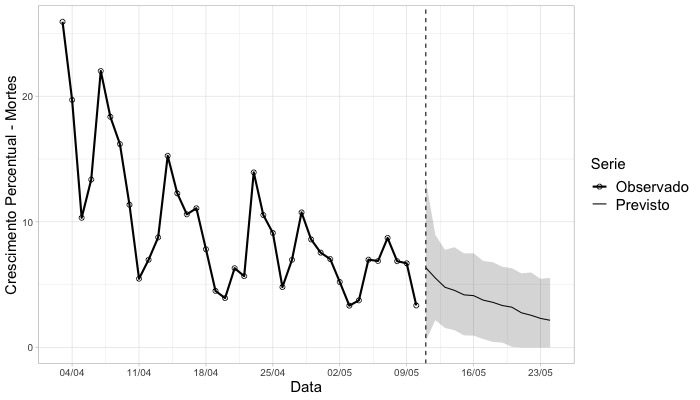 Crescimento Percentual - Mortes
20
10
0
04/04 11/04 18/04 25/04 02/05 09/05 16/05 23/05
Data
Serie
Observado
Previsto